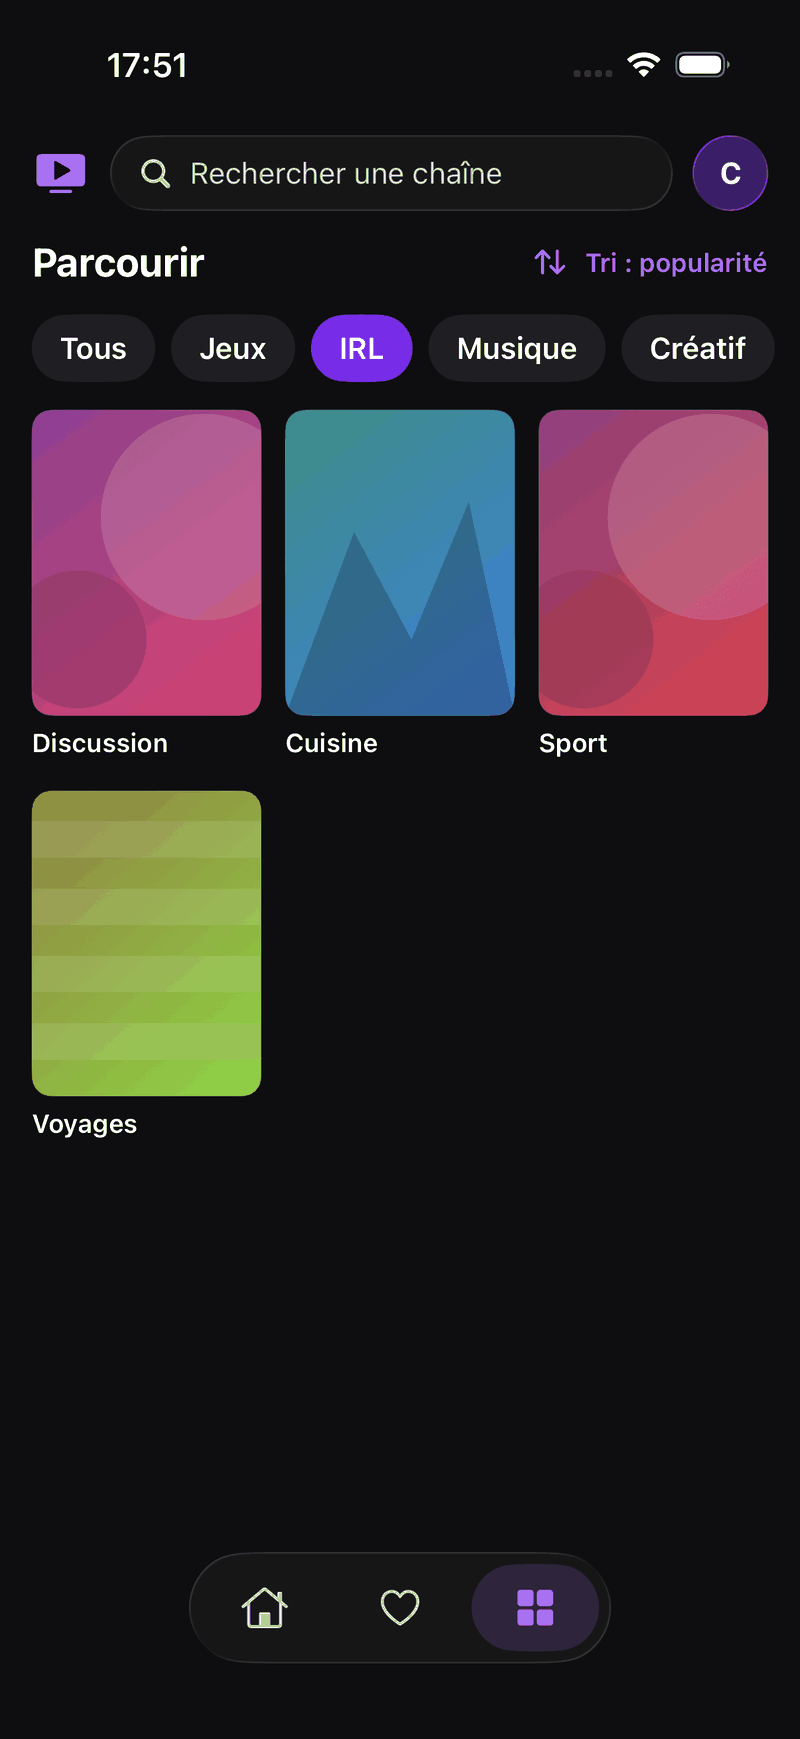 17:51
Rechercher une chaîne
C
Parcourir
Tri : popularité
Tous
Jeux
IRL
Musique
Créatif
Discussion
Cuisine
Sport
Voyages